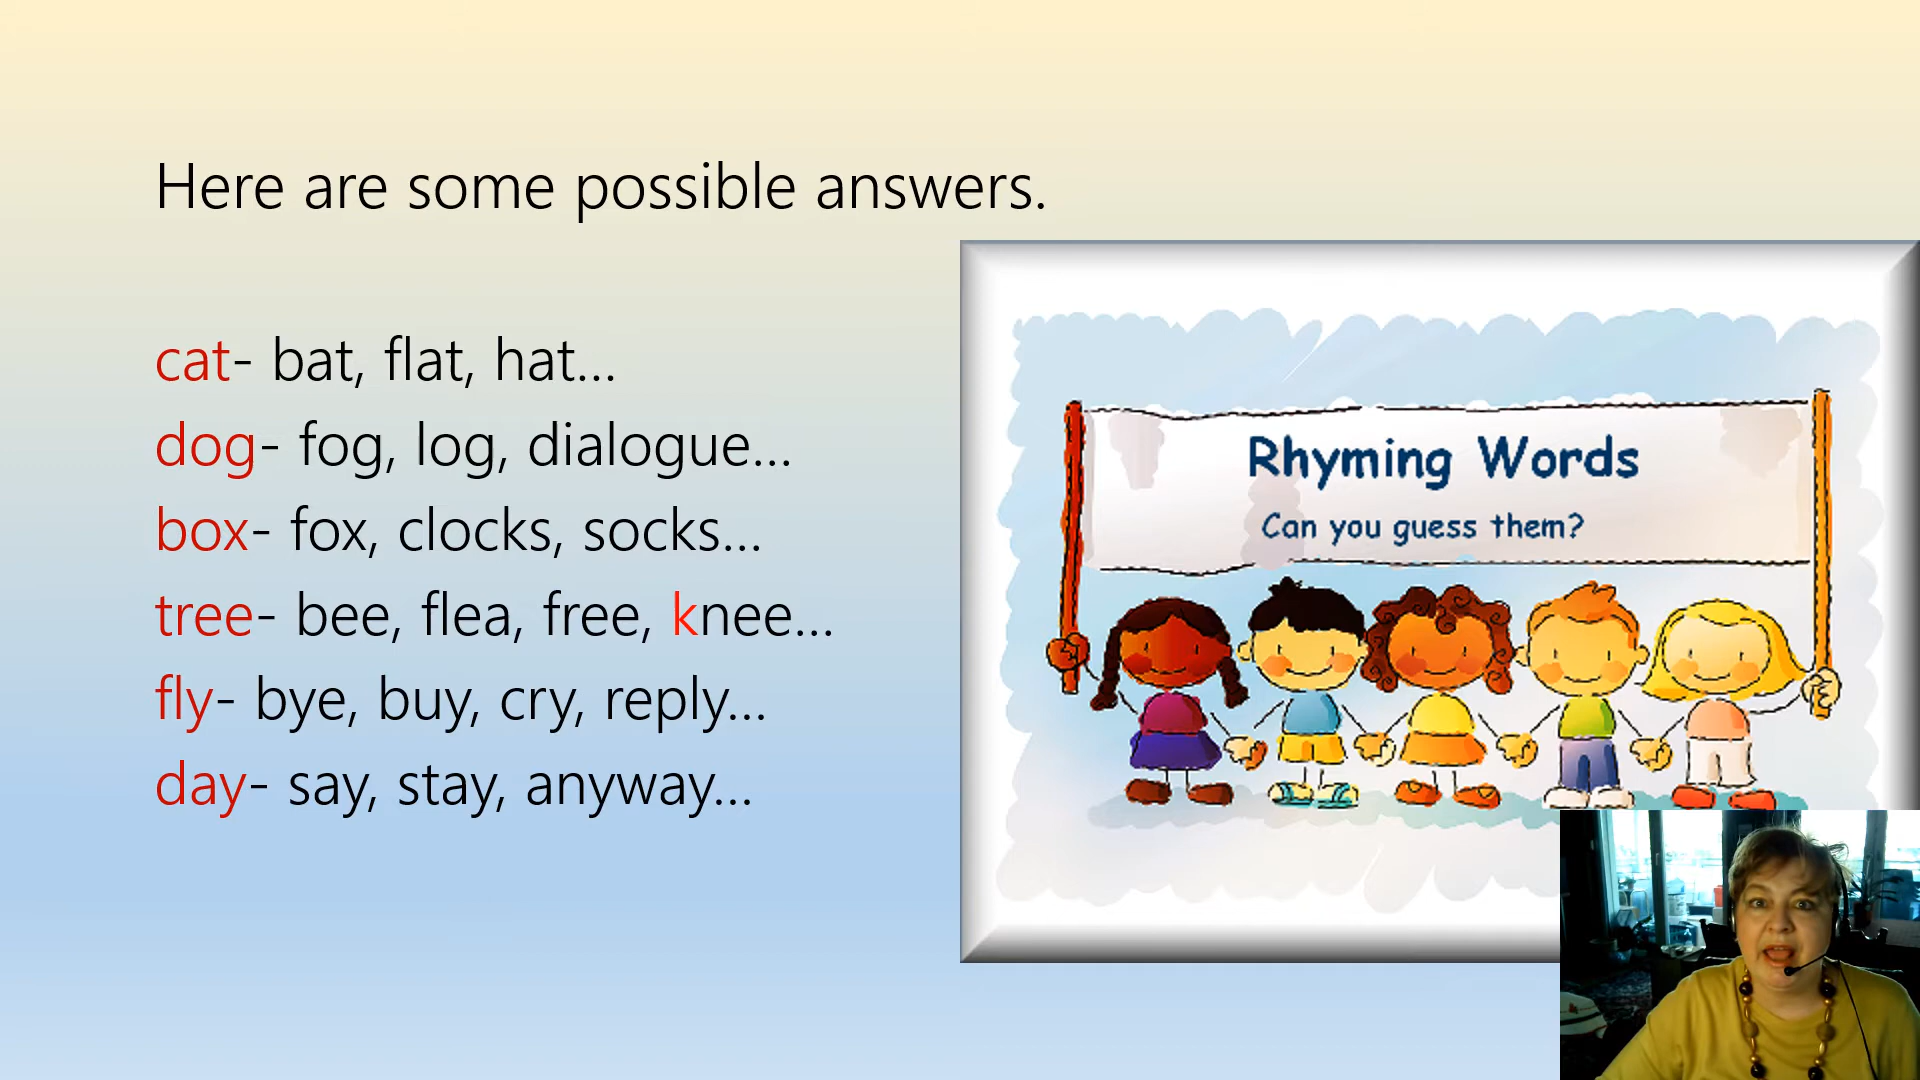 Here are some possible answers.
cat- bat, flat, hat...
dog- fog, log, dialogue...
box- fox, clocks, socks...
tree- bee, flea, free, knee...
fly- bye, buy, cry, reply...
day- say, stay, anyway...
Rhyming Words
Can you guess them?